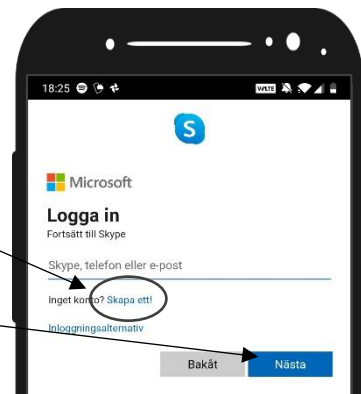 18:25
VoLTE
S
Microsoft
Logga in
Fortsätt till Skype
Skype, telefon eller e-post
Inget konto? Skapa ett!
Inloggningsalternativ
Bakåt Nästa